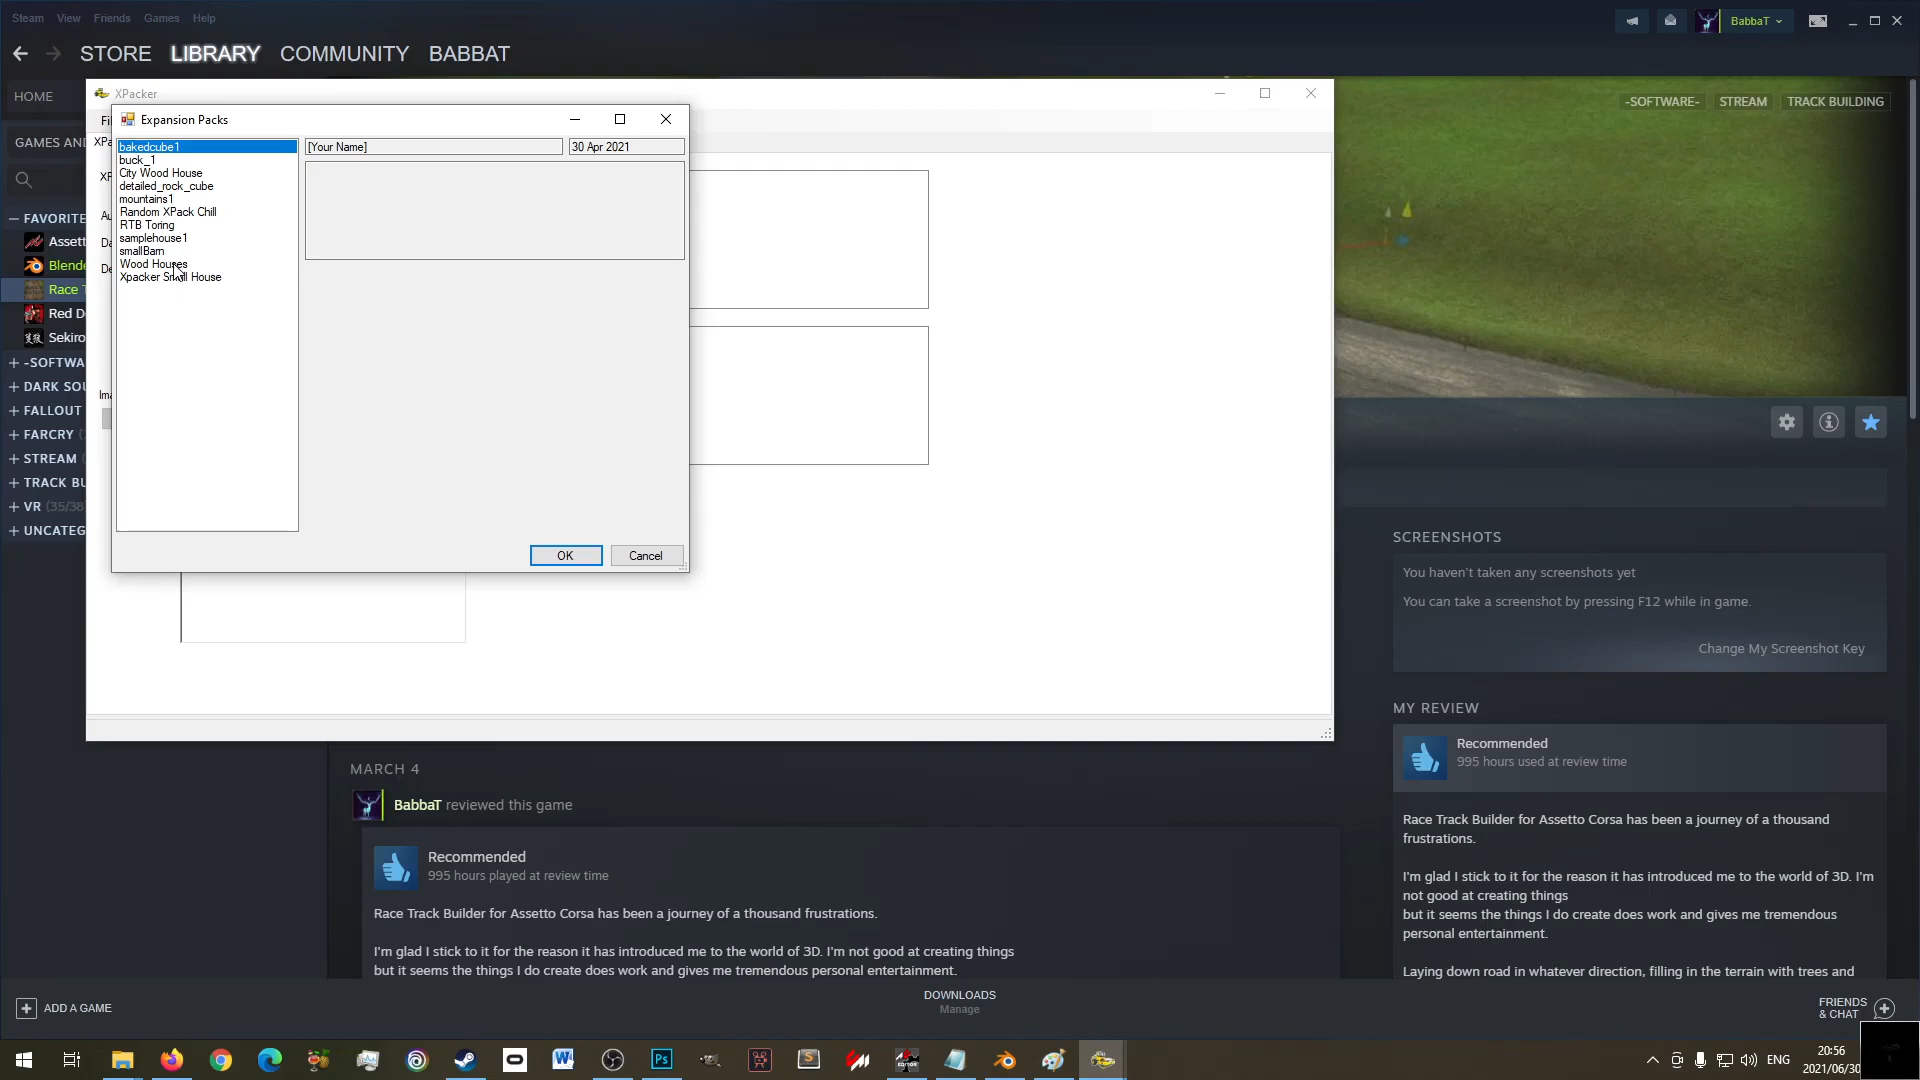 Steam View Friends Games Help
BabbaT
STORE LIBRARY COMMUNITY BABBAT
HOME
XPacker
-SOFTWARE- STREAM TRACK BUILDING
Fi
Expansion Packs
GAMES AND
XPa
bakedcube1
[Your Name]
30 Apr 2021
buck_1
City Wood House
XP
detailed_rock_cube
mountains1
Random XPack Chill
Au
FAVORITE
RTB Toring
samplehouse1
Da
Assett
smallBarn
Wood Houses
De
Blende
Xpacker Small House
Race T
Red D
Sekiro
-SOFTWA
DARK SOU
Ima
FALLOUT
FARCRY
STREAM
TRACK BU
VR (35/38)
UNCATEG
OK Cancel
SCREENSHOTS
You haven't taken any screenshots yet
You can take a screenshot by pressing F12 while in game.
Change My Screenshot Key
MY REVIEW
Recommended
995 hours used at review time
MARCH 4
BabbaT reviewed this game
Recommended
995 hours played at review time
Race Track Builder for Assetto Corsa has been a journey of a thousand frustrations.
I'm glad I stick to it for the reason it has introduced me to the world of 3D. I'm not good at creating things
but it seems the things I do create does work and gives me tremendous personal entertainment.
Race Track Builder for Assetto Corsa has been a journey of a thousand
frustrations.
I'm glad I stick to it for the reason it has introduced me to the world of 3D. I'm
not good at creating things
but it seems the things I do create does work and gives me tremendous
personal entertainment.
Laying down road in whatever direction, filling in the terrain with trees and
ADD A GAME
DOWNLOADS
Manage
FRIENDS
& CHAT
ENG
20:56
2021/06/30